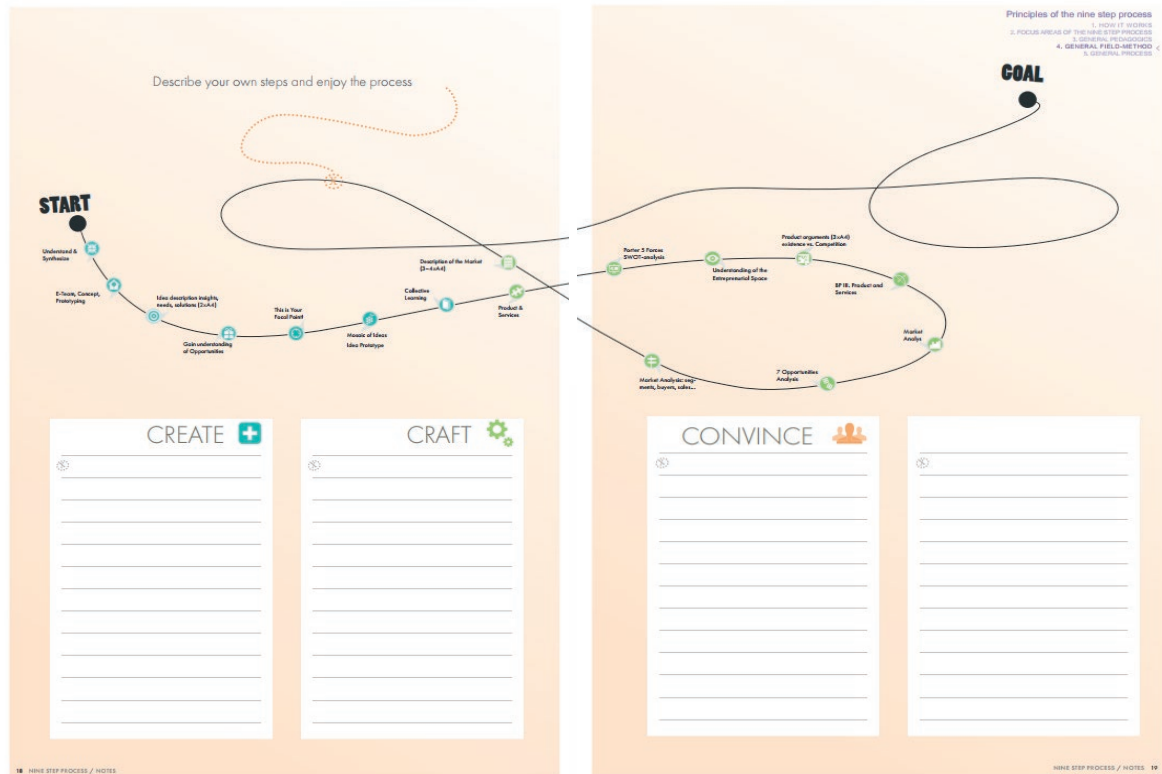 Principles of the nine step process
1. HOW IT WORKS
2. FOCUS AREAS OF THE NINE STEP PROCESS
3. GENERAL PEDAGOGICS
4. GENERAL FIELD-METHOD
5. GENERAL PROCESS
Describe your own steps and enjoy the process
GOAL
START
Understand &
Synthesize
E-Team, Concept,
Prototyping
Idea description insights,
needs, solutions (2xA4)
Gain understanding
of Opportunities
This is Your
Focal Point!
Mosaic of Ideas
Idea Prototype
Collective
Learning
Product &
Services
Description of the Market
(3-4xA4)
Porter 5 Forces
SWOT-analysis
Understanding of the
Entreprenurial Space
Product arguments (2xA4)
existence vs. Competition
BP III. Product and
Services
Market
Analys
7 Opportunities
Analysis
Market Analysis: seg-
ments, buyers, sales...
CREATE
CRAFT
CONVINCE
18 NINE STEP PROCESS / NOTES
NINE STEP PROCESS / NOTES 19